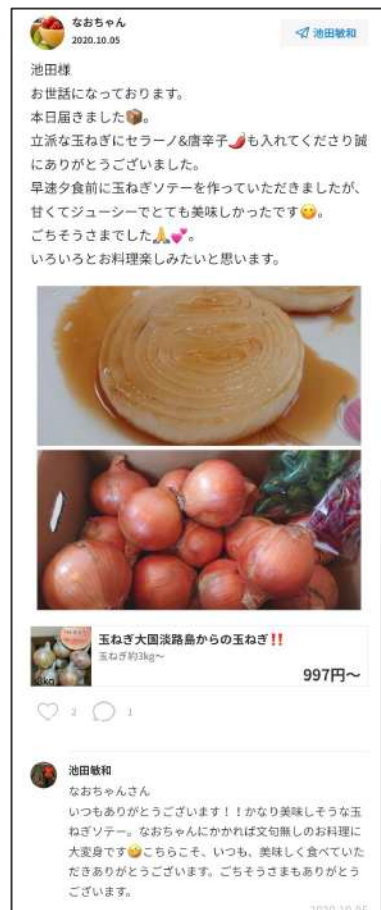 なおちゃん
2020.10.05
池田敏和
池田様
お世話になっております。
本日届きました📦。
立派な玉ねぎにセラーノ&唐辛子🌶️も入れてくださり誠
にありがとうございました。
早速夕食前に玉ねぎソテーを作っていただきましたが、
甘くてジューシーでとても美味しかったです😋。
ごちそうさまでした🙏💕。
いろいろとお料理楽しみたいと思います。
玉ねぎ大国淡路島からの玉ねぎ‼️
玉ねぎ約3kg〜
997円〜
2
1
池田敏和
なおちゃんさん
いつもありがとうございます！！かなり美味しそうな玉
ねぎソテー。なおちゃんにかかれば文句無しのお料理に
大変身です🤣こちらこそ、いつも、美味しく食べていた
だきありがとうございます。ごちそうさまもありがとう
ございます。
2020.10.05